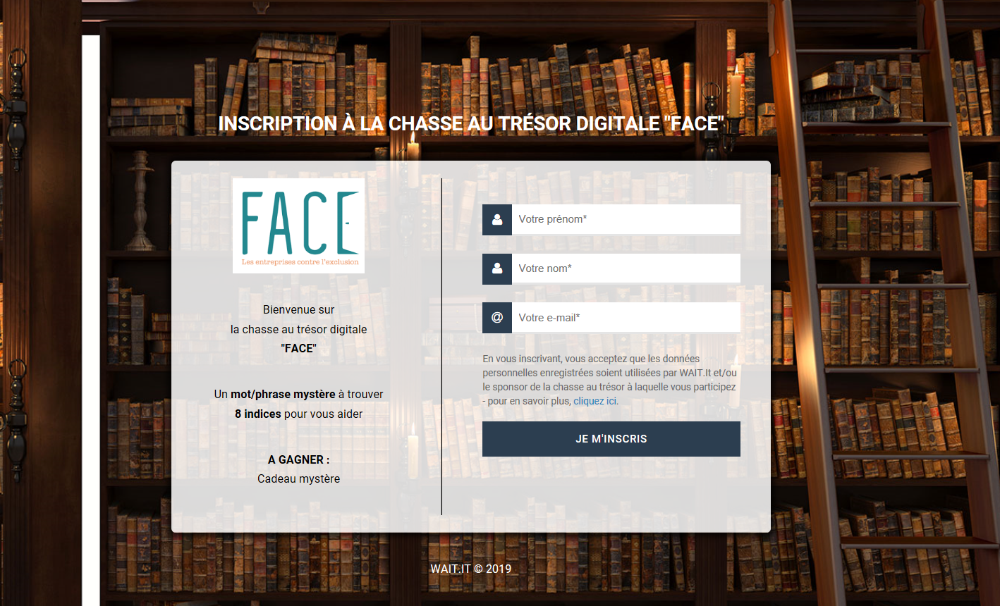 INSCRIPTION À LA CHASSE AU TRÉSOR DIGITALE "FACE"
FACE
Les entreprises contre l'exclusion
Bienvenue sur
la chasse au trésor digitale
"FACE"
Un mot/phrase mystère à trouver
8 indices pour vous aider
A GAGNER :
Cadeau mystère
Votre prénom*
Votre nom*
@ Votre e-mail*
En vous inscrivant, vous acceptez que les données
personnelles enregistrées soient utilisées par WAIT.It et/ou
le sponsor de la chasse au trésor à laquelle vous participez
- pour en savoir plus, cliquez ici.
JE M'INSCRIS
WAIT.IT © 2019